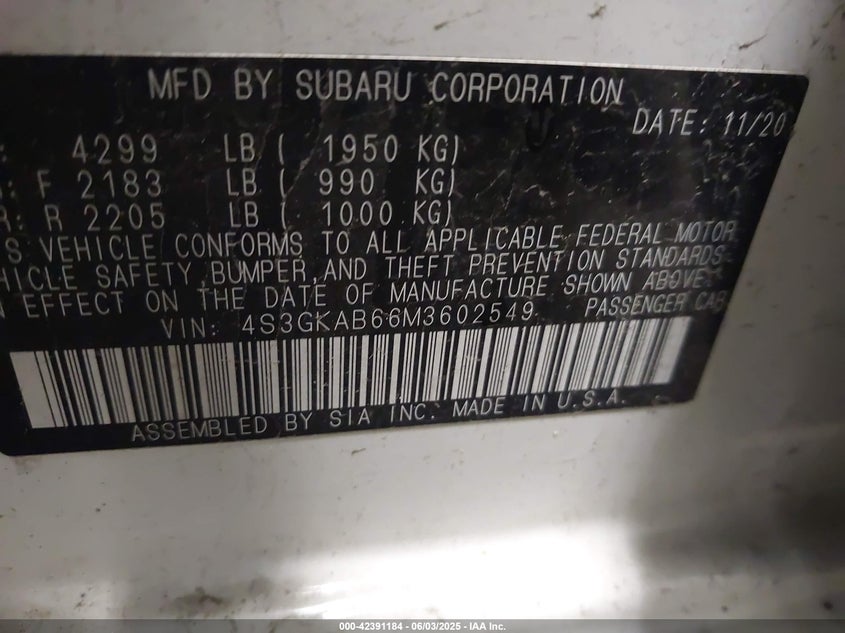 MFD BY SUBARU CORPORATION
DATE: 11/20
4299 LB ( 1950 KG)
F 2183 LB ( 990 KG)
R: R 2205 LB ( 1000 KG)
S VEHICLE CONFORMS TO ALL APPLICABLE FEDERAL MOTOR
HICLE SAFETY, BUMPER, AND THEFT PREVENTION STANDARDS
N EFFECT ON THE DATE OF MANUFACTURE SHOWN ABOVE.
VIN: 4S3GKAB66M3602549 PASSENGER CAR
ASSEMBLED BY SIA INC. MADE IN U.S.A.
000-42391184 | 06/03/2025 - IAA Inc.